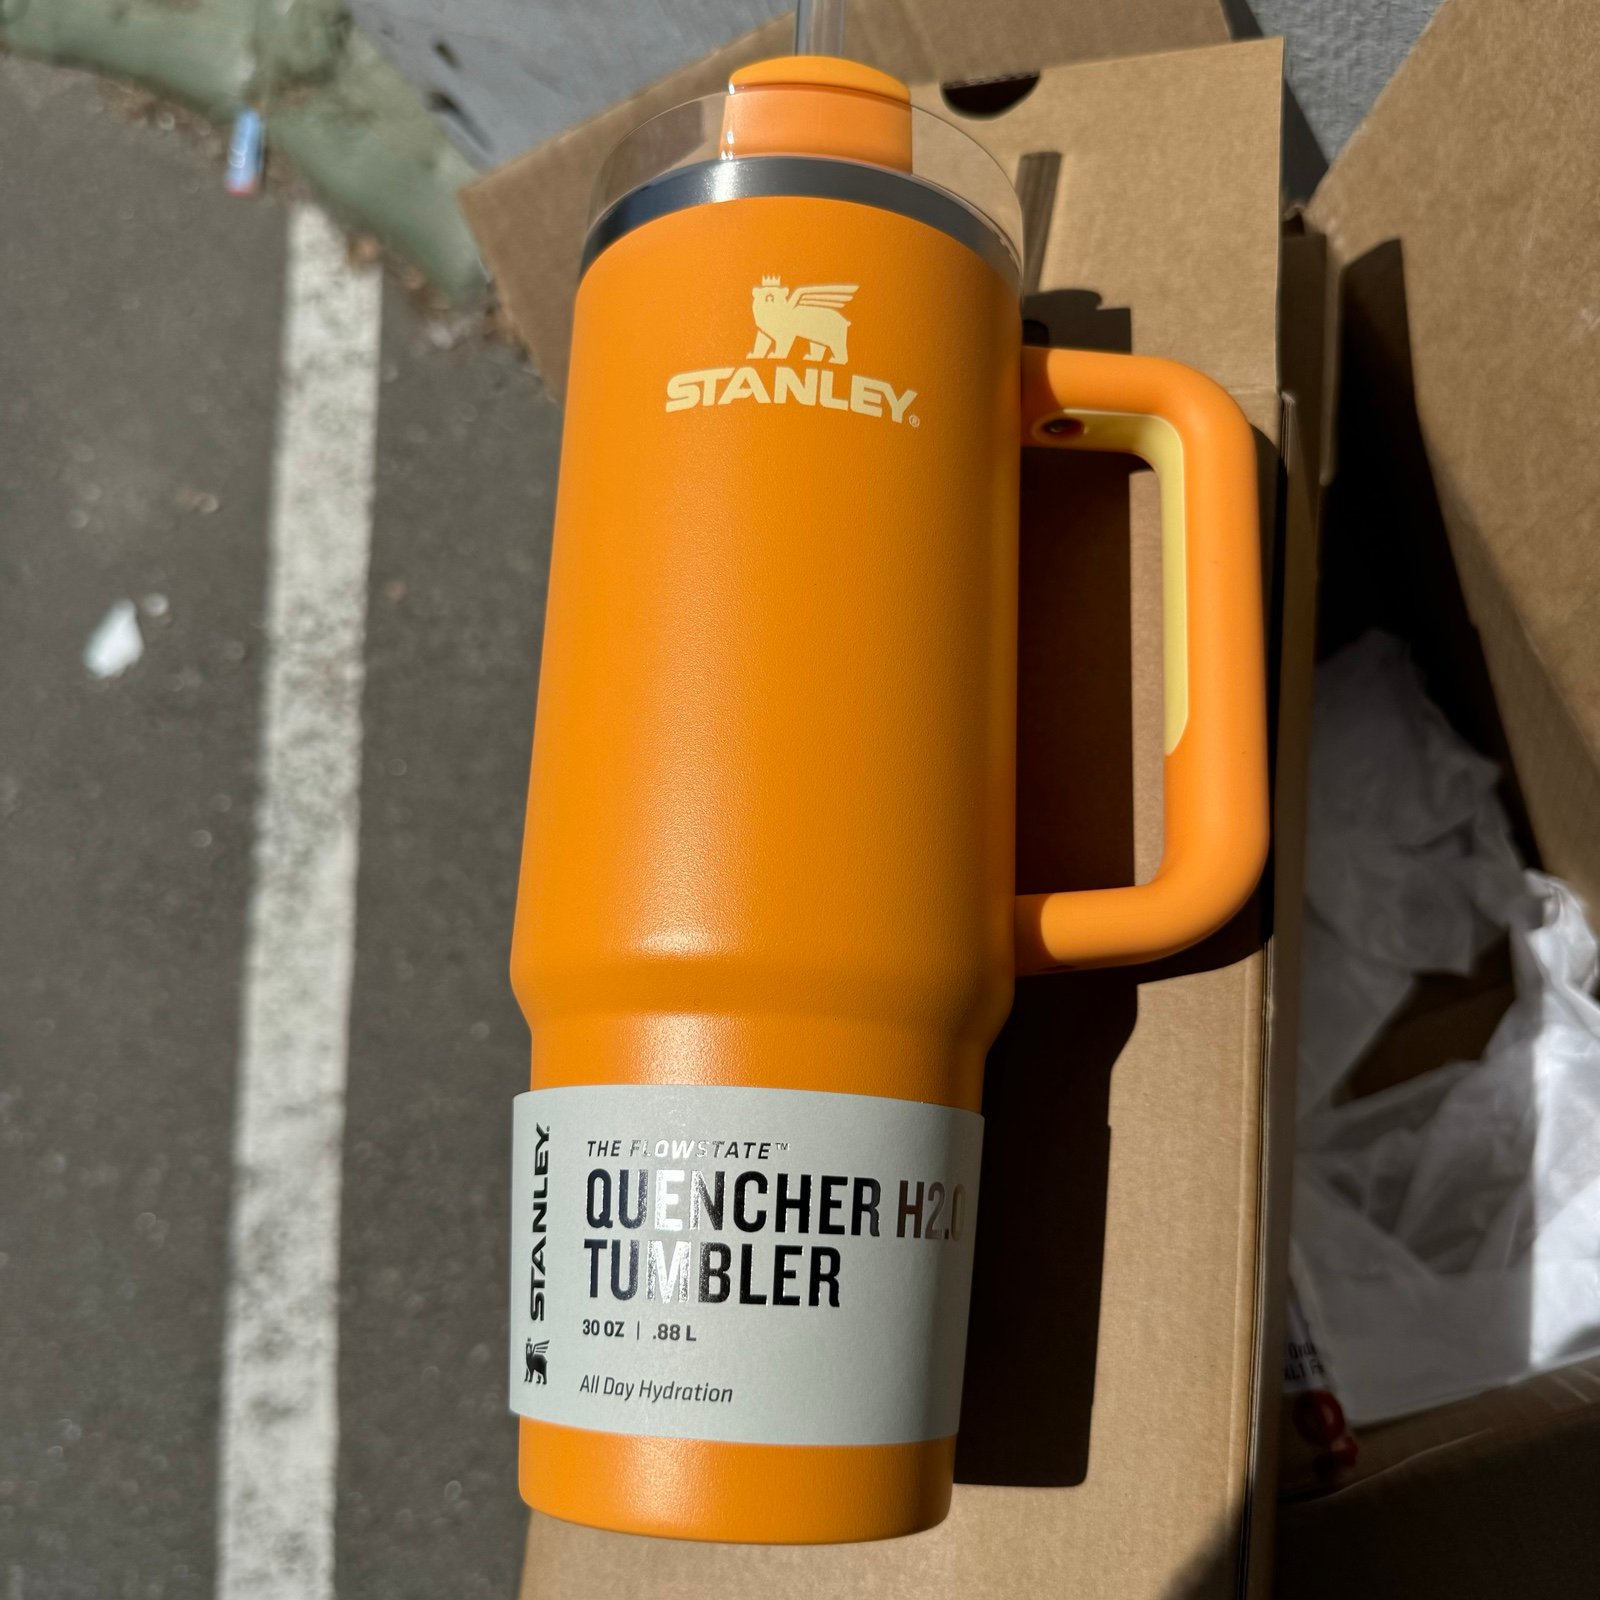 STANLEY®
STANLEY®
THE FLOWSTATE™
QUENCHER H2.0
TUMBLER
30 OZ | .88 L
All Day Hydration